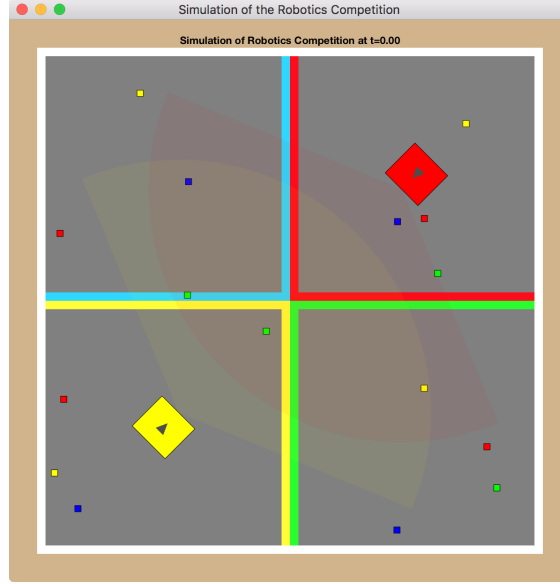 Simulation of the Robotics Competition
Simulation of Robotics Competition at t=0.00